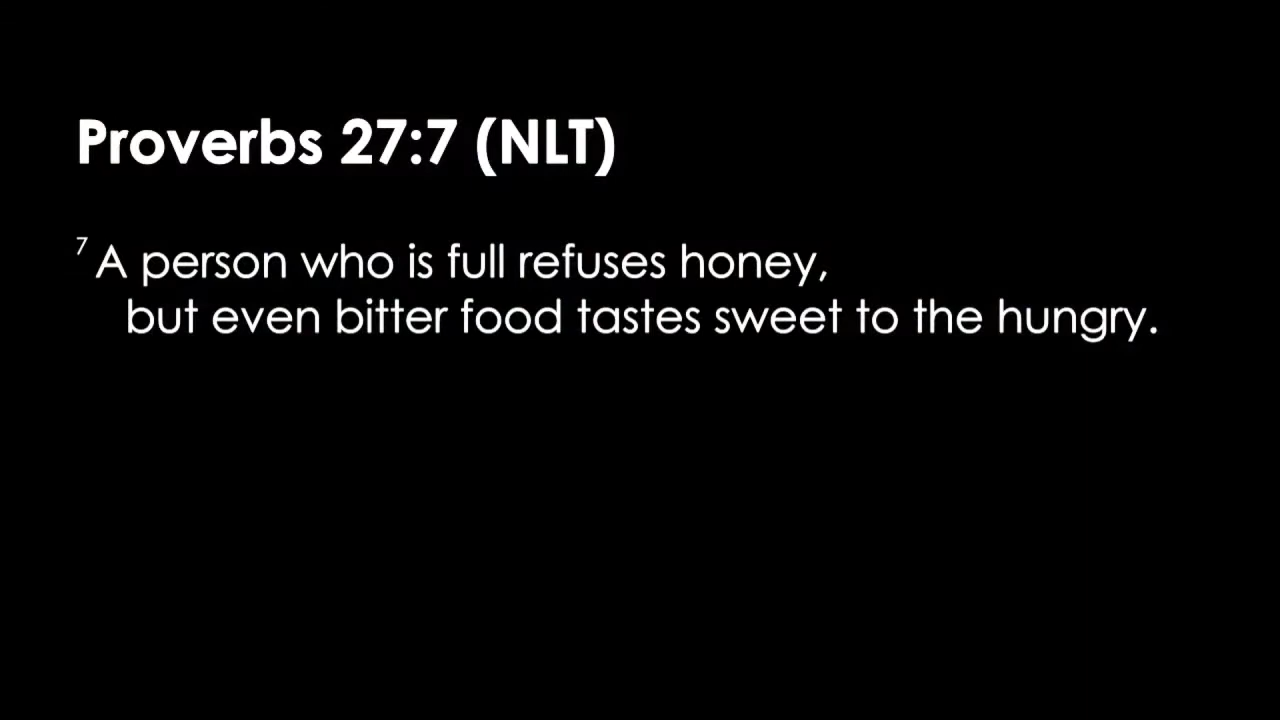 Proverbs 27:7 (NLT)
7 A person who is full refuses honey,
but even bitter food tastes sweet to the hungry.